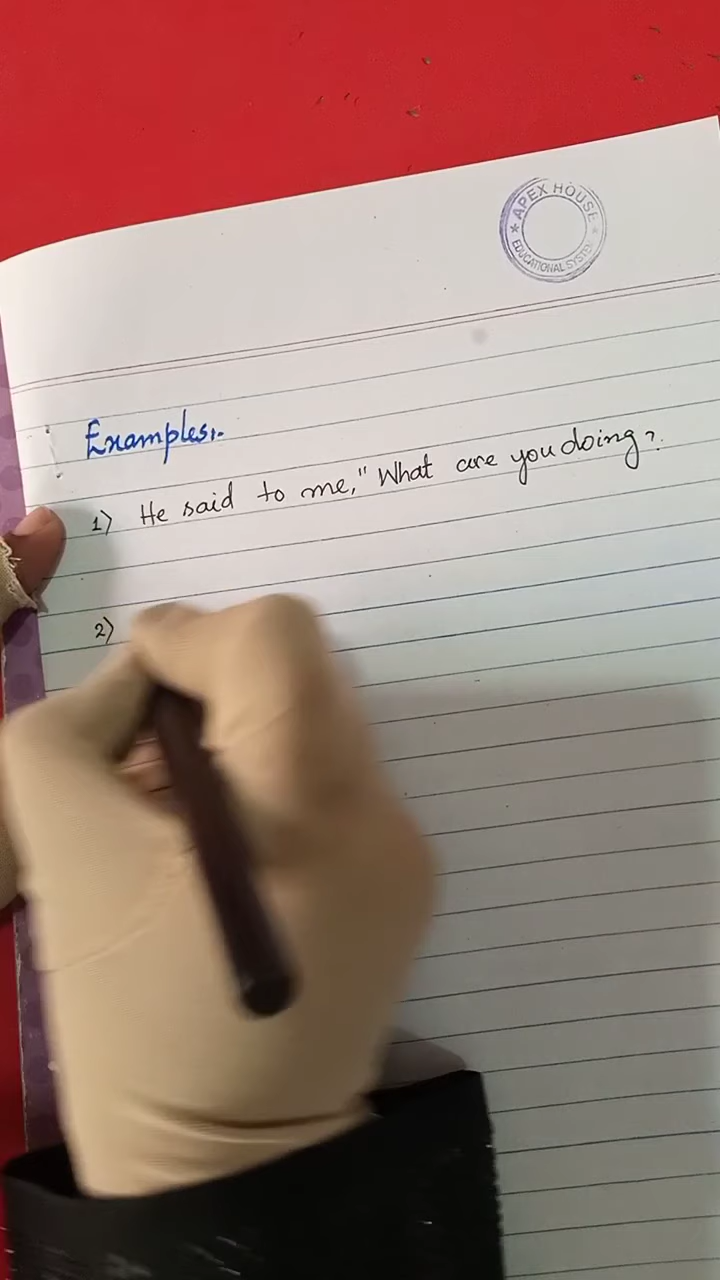 ★ APEX HOUSE ★
EDUCATIONAL SYSTEM
Examples:-
1) He said to me," What are you doing?
2)